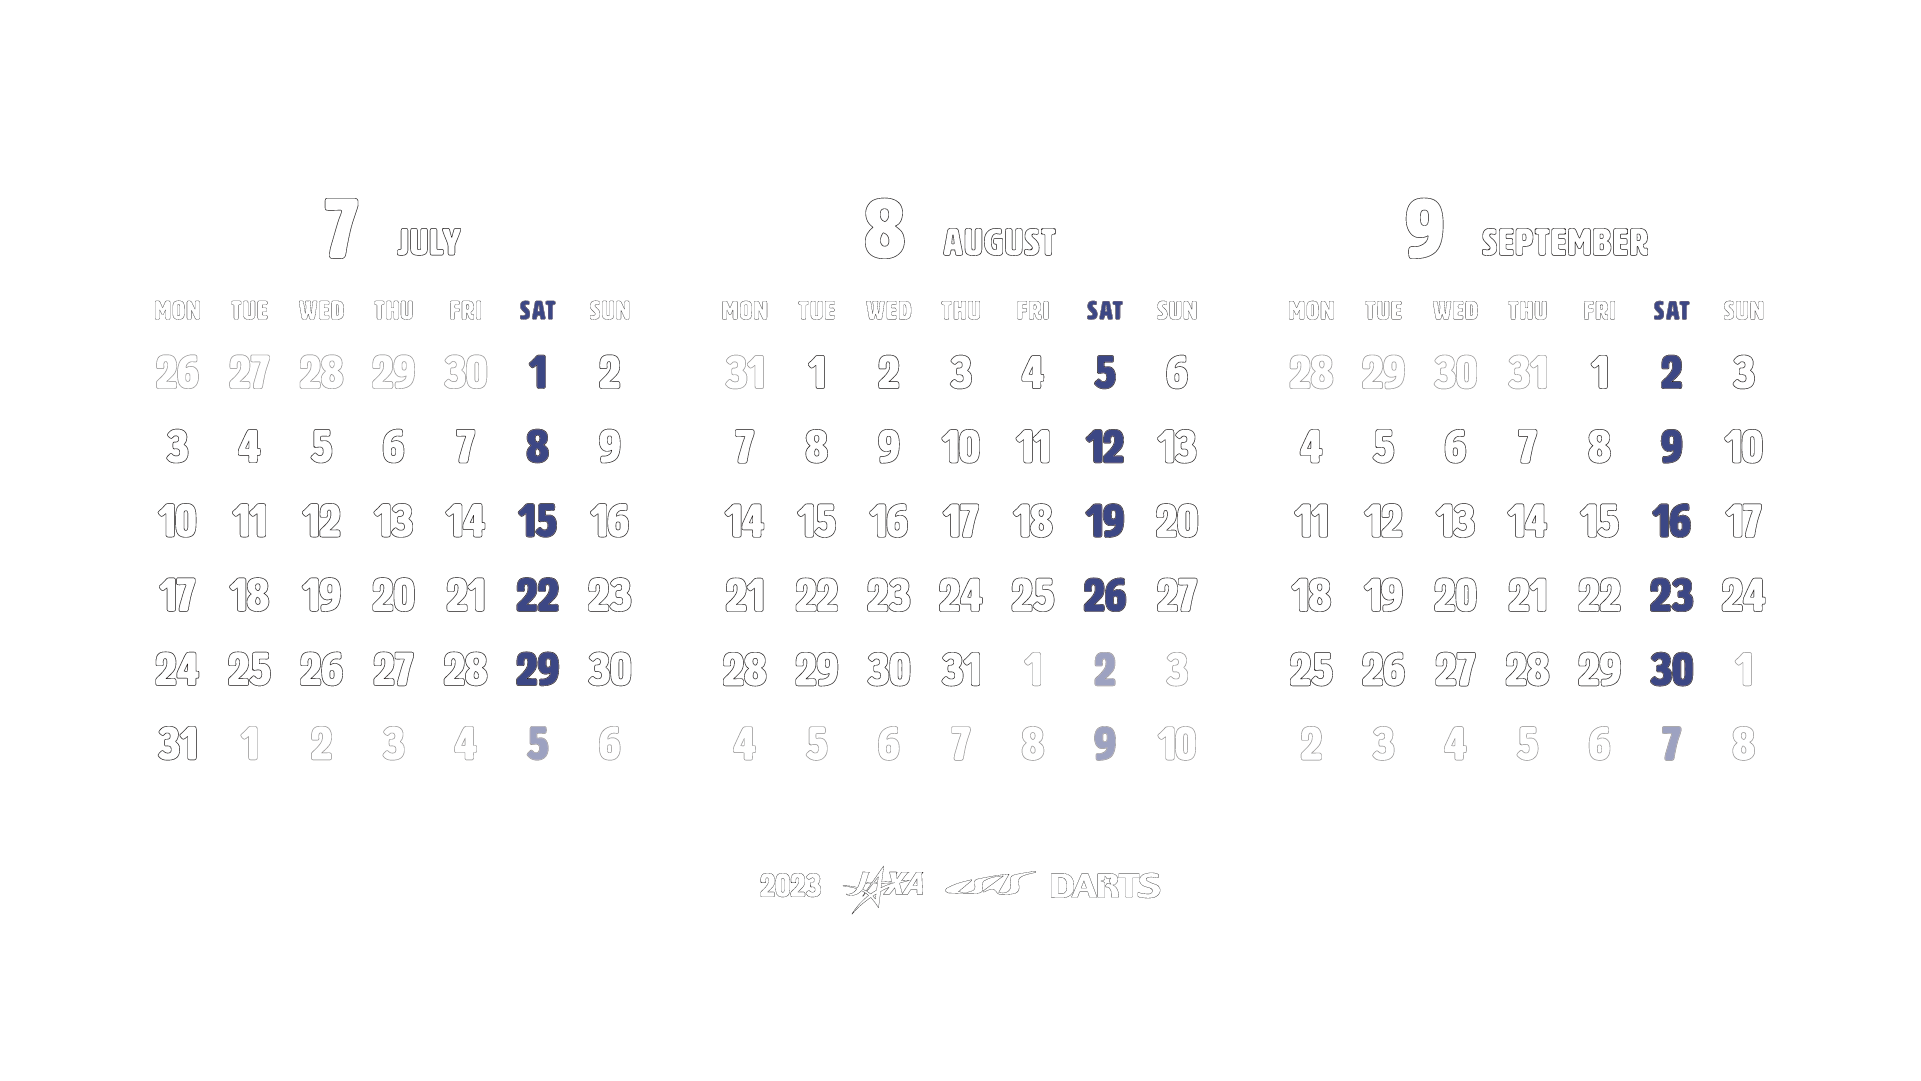 7 JULY
MON TUE WED THU FRI SAT SUN
26 27 28 29 30 1 2
3 4 5 6 7 8 9
10 11 12 13 14 15 16
17 18 19 20 21 22 23
24 25 26 27 28 29 30
31 1 2 3 4 5 6
8 AUGUST
MON TUE WED THU FRI SAT SUN
31 1 2 3 4 5 6
7 8 9 10 11 12 13
14 15 16 17 18 19 20
21 22 23 24 25 26 27
28 29 30 31 1 2 3
4 5 6 7 8 9 10
9 SEPTEMBER
MON TUE WED THU FRI SAT SUN
28 29 30 31 1 2 3
4 5 6 7 8 9 10
11 12 13 14 15 16 17
18 19 20 21 22 23 24
25 26 27 28 29 30 1
2 3 4 5 6 7 8
2023 JAXA ISAS DARTS